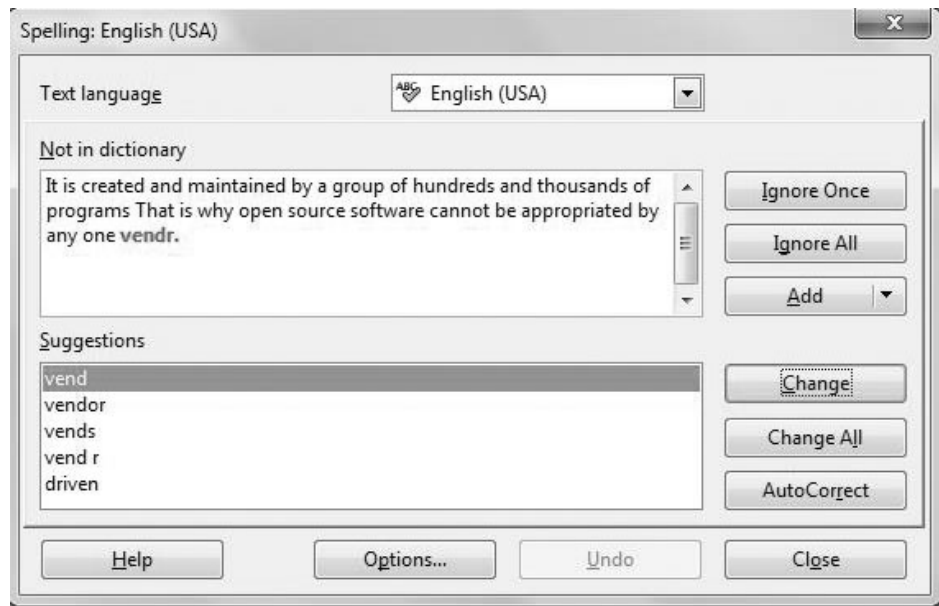 Spelling: English (USA)
Text language
ABC English (USA)
Not in dictionary
It is created and maintained by a group of hundreds and thousands of
programs That is why open source software cannot be appropriated by
any one vendr.
Ignore Once
Ignore All
Add
Suggestions
vend
vendor
vends
vend r
driven
Change
Change All
AutoCorrect
Help
Options...
Undo
Close